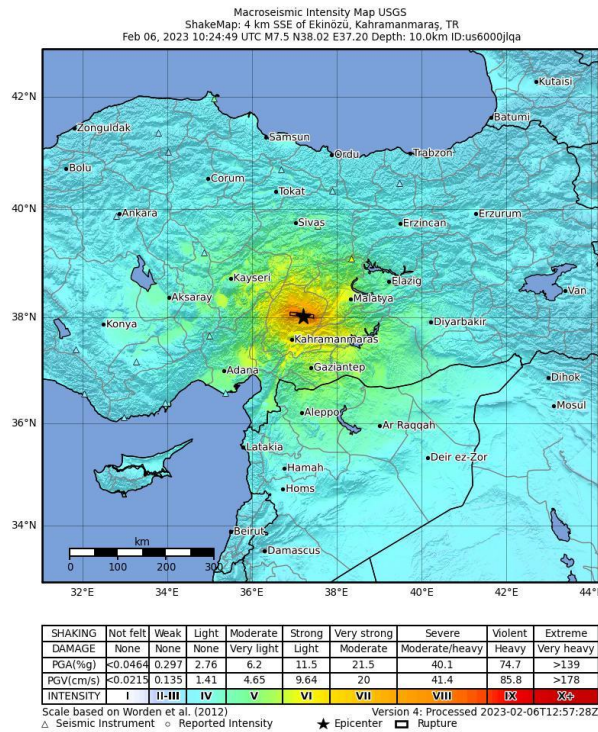 Macroseismic Intensity Map USGS
ShakeMap: 4 km SSE of Ekinözü, Kahramanmaraş, TR
Feb 06, 2023 10:24:49 UTC M7.5 N38.02 E37.20 Depth: 10.0km ID:us6000jlqa
Kutaisi
42°N
Batumi
Zonguldak
Samsun
Ordu
Trabzon
Bolu
Corum
Tokat
40°N
Ankara
Sivas
Erzincan
Erzurum
Kayseri
Elazig
Aksaray
Malatya
Van
38°N
Konya
Diyarbakir
Kahramanmaras
Adana
Gaziantep
Dihok
Aleppo
Mosul
36°N
Ar Raqqah
Latakia
Deir ez-Zor
Hamah
Homs
34°N
Beirut
km
0 100 200 300
Damascus
32°E 34°E 36°E 38°E 40°E 42°E 44°E
SHAKING Not felt Weak Light Moderate Strong Very strong Severe Violent Extreme
DAMAGE None None None Very light Light Moderate Moderate/heavy Heavy Very heavy
PGA(%g) <0.0464 0.297 2.76 6.2 11.5 21.5 40.1 74.7 >139
PGV(cm/s) <0.0215 0.135 1.41 4.65 9.64 20 41.4 85.8 >178
INTENSITY I II-III IV V VI VII VIII IX X+
Scale based on Worden et al. (2012) Version 4: Processed 2023-02-06T12:57:28Z
△ Seismic Instrument ○ Reported Intensity ★ Epicenter Rupture